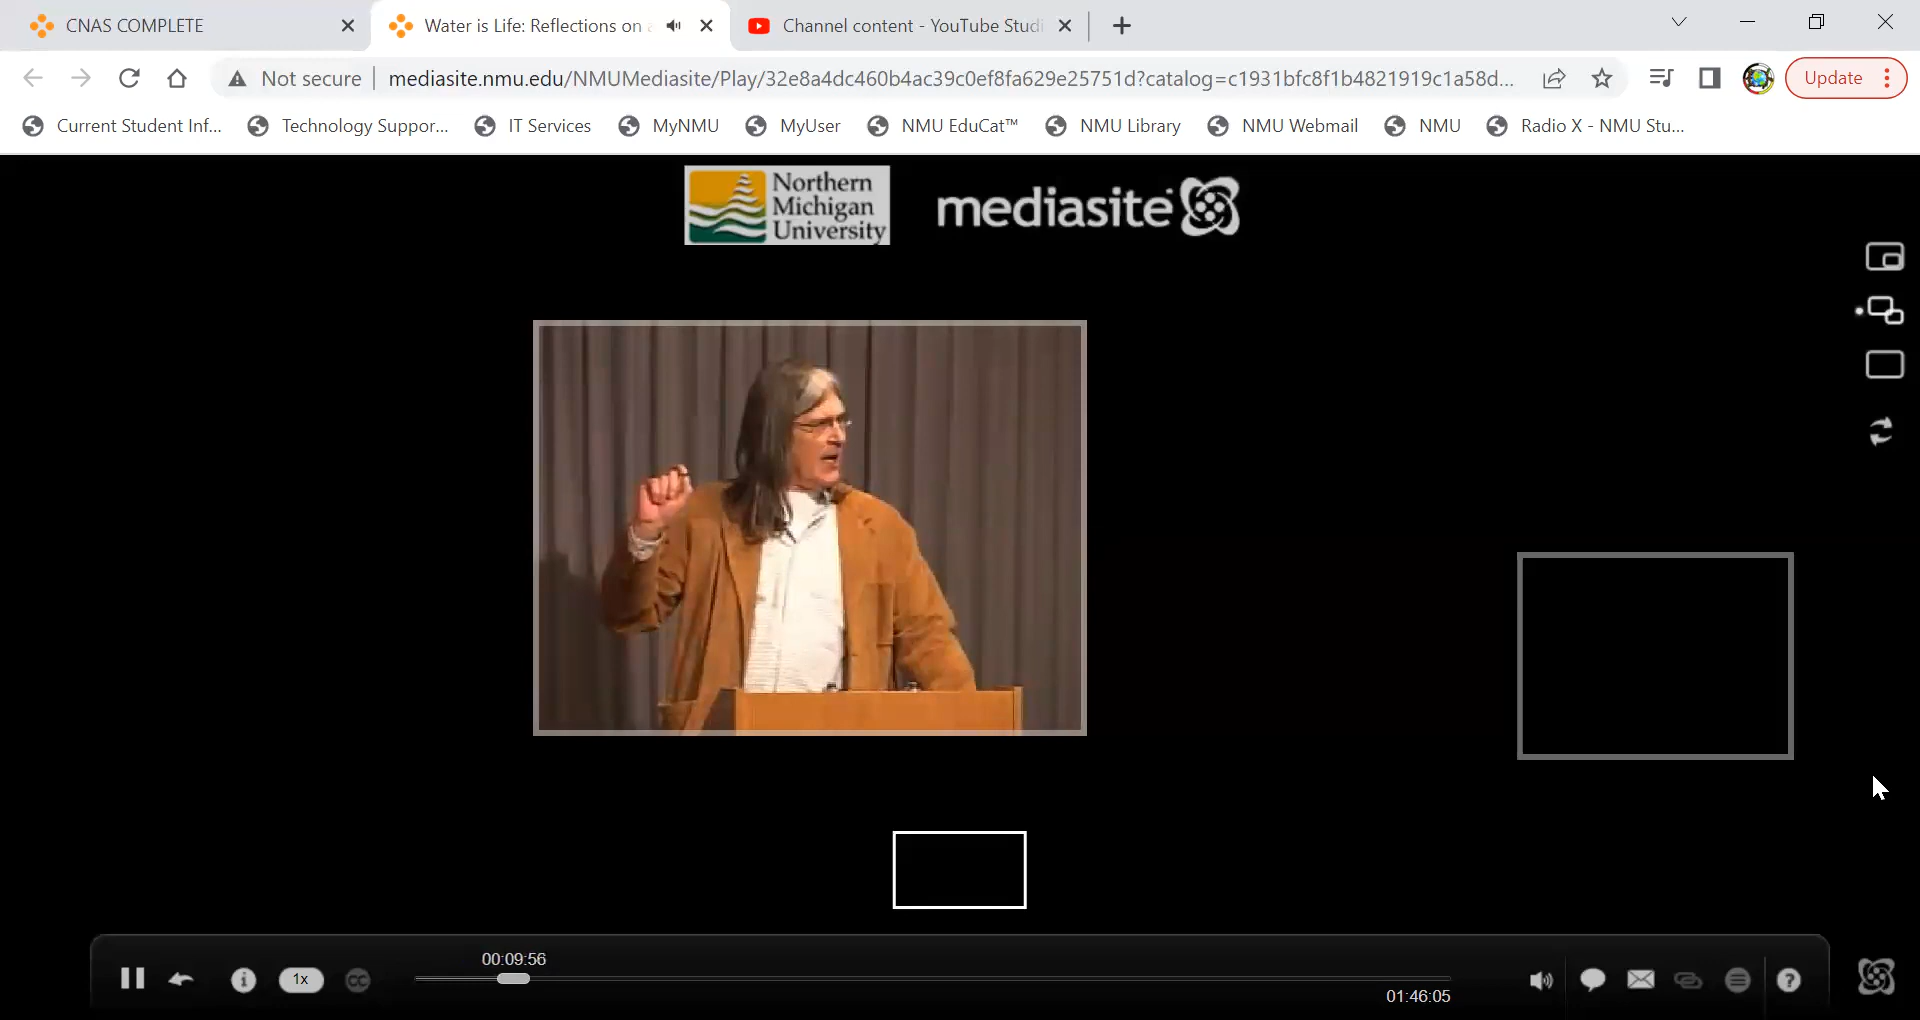 CNAS COMPLETE
Water is Life: Reflections on
Channel content - YouTube Studi
Not secure
mediasite.nmu.edu/NMUMediasite/Play/32e8a4dc460b4ac39c0ef8fa629e25751d?catalog=c1931bfc8f1b4821919c1a58d...
Update
Current Student Inf...
Technology Suppor...
IT Services
MyNMU
MyUser
NMU EduCat™
NMU Library
NMU Webmail
NMU
Radio X - NMU Stu...
Northern
Michigan
University
mediasite
00:09:56
i
1x
CC
01:46:05
?